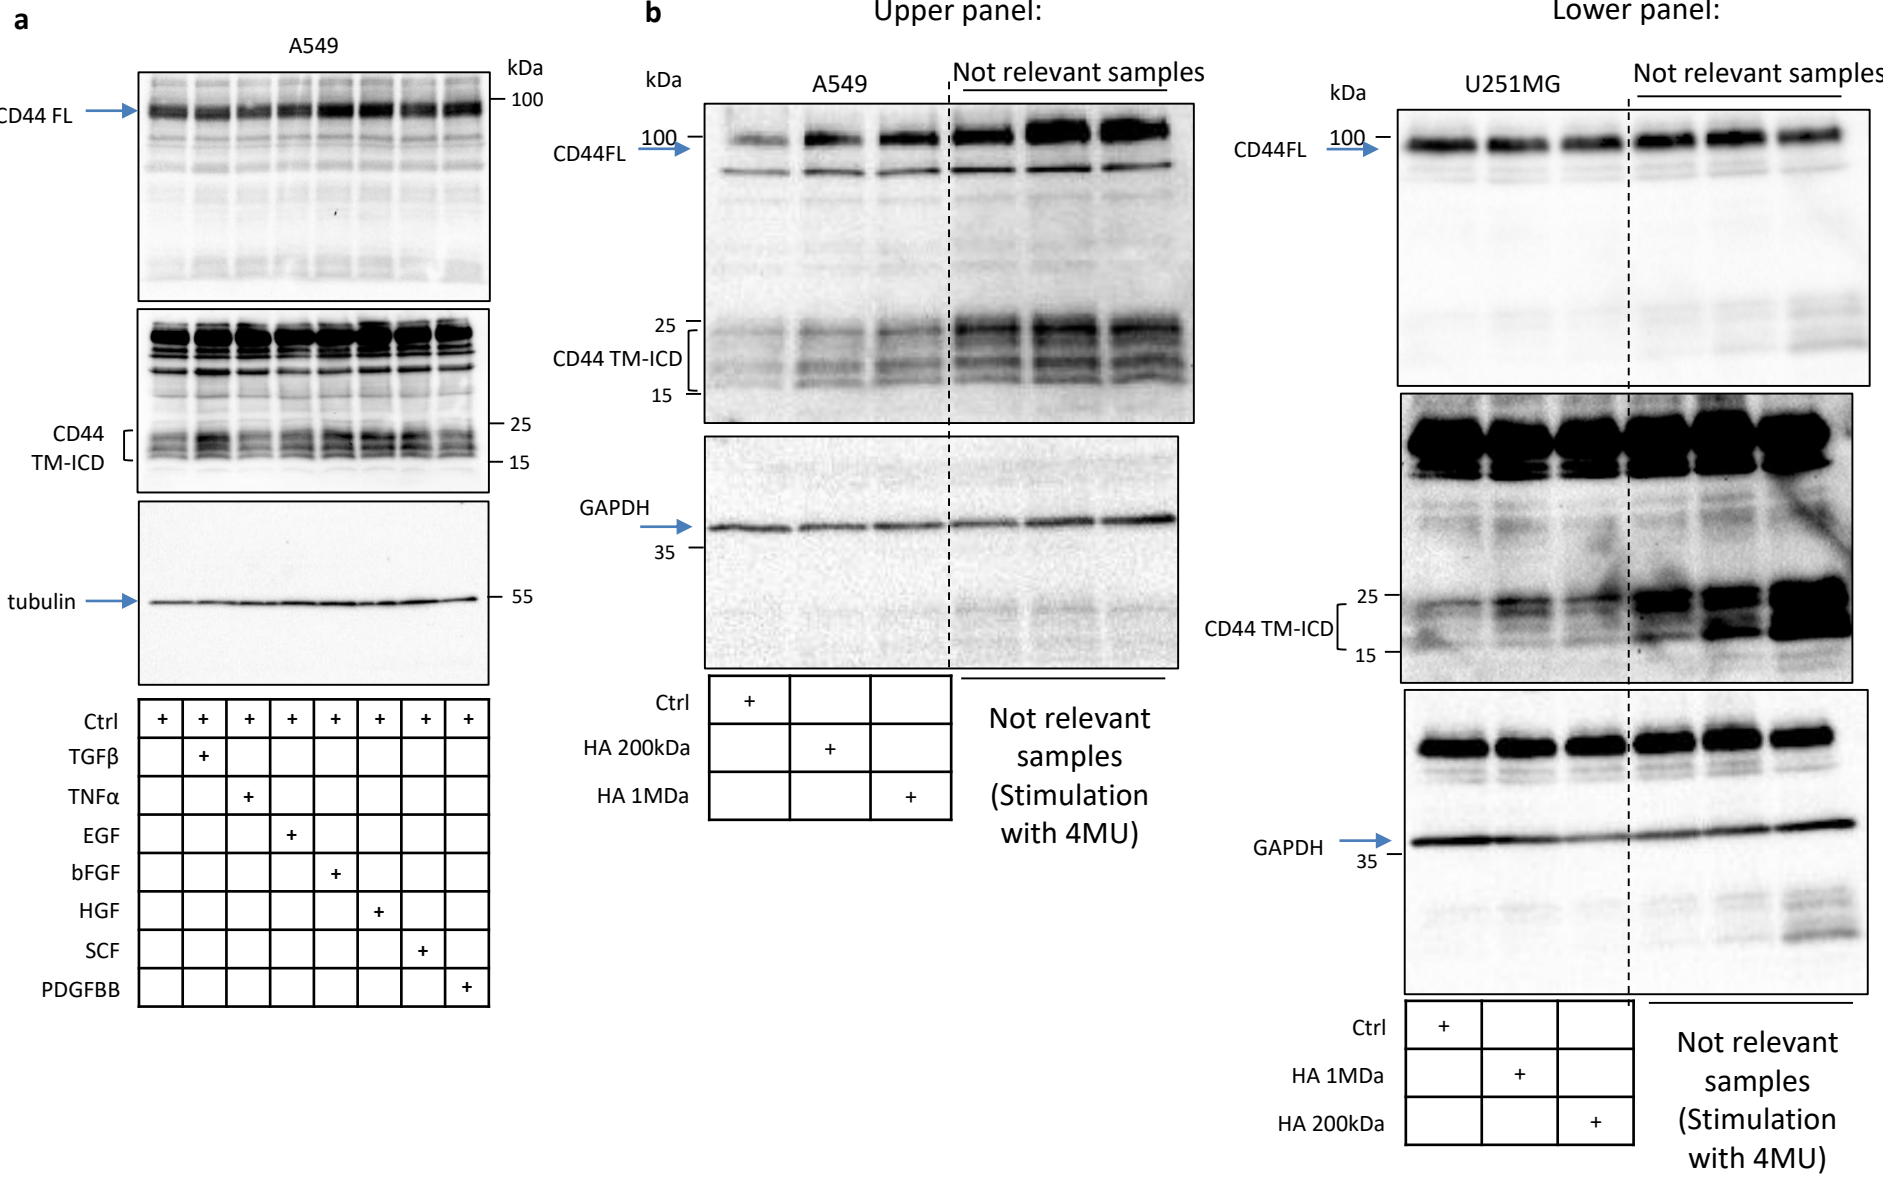 a
A549
kDa
CD44 FL
100
CD44
TM-ICD
25
15
tubulin
55
Ctrl + + + + + + + +
TGFβ +
TNFα +
EGF +
bFGF +
HGF +
SCF +
PDGFBB +
b
Upper panel:
kDa
A549
Not relevant samples
100
CD44FL
25
CD44 TM-ICD
15
GAPDH
35
Ctrl +
HA 200kDa +
HA 1MDa +
Not relevant
samples
(Stimulation
with 4MU)
Lower panel:
kDa
U251MG
Not relevant samples
100
CD44FL
25
CD44 TM-ICD
15
GAPDH
35
Ctrl +
HA 1MDa +
HA 200kDa +
Not relevant
samples
(Stimulation
with 4MU)